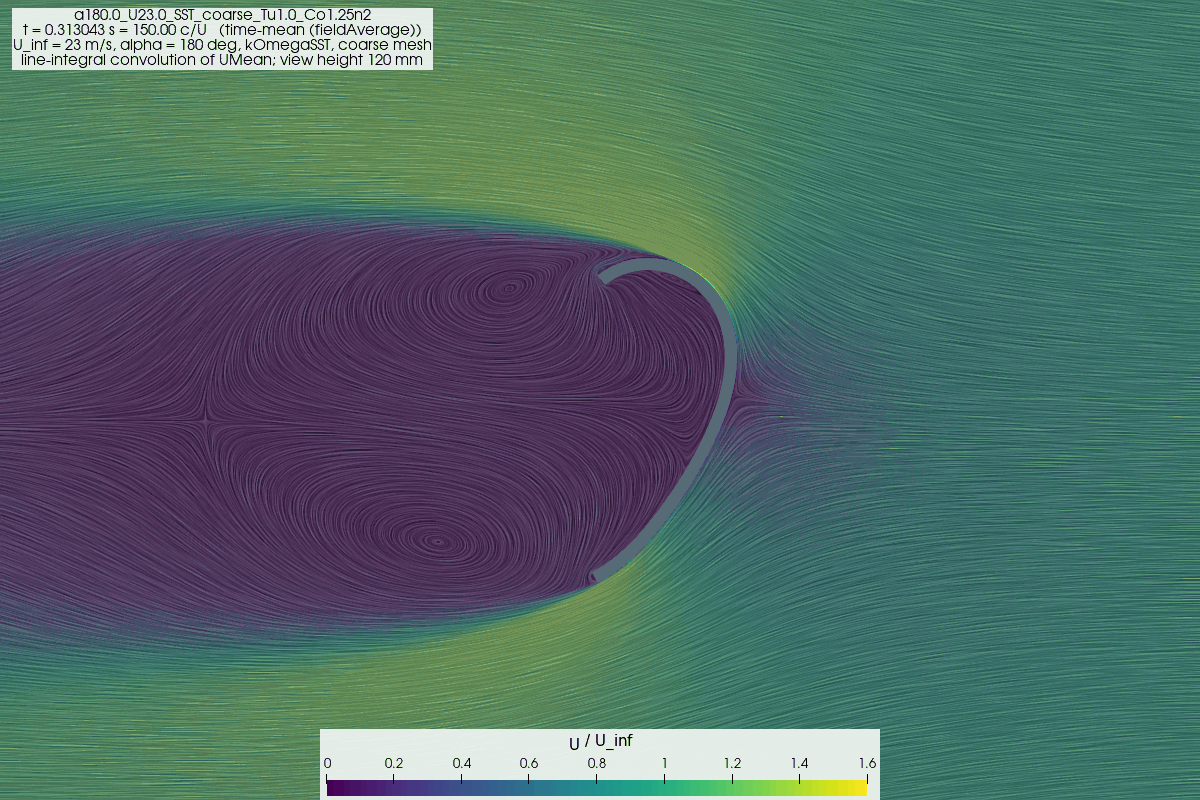 a180.0_U23.0_SST_coarse_Tu1.0_Co1.25n2
t = 0.313043 s = 150.00 c/U (time-mean (fieldAverage))
U_inf = 23 m/s, alpha = 180 deg, kOmegaSST, coarse mesh
line-integral convolution of UMean; view height 120 mm
U / U_inf
0 0.2 0.4 0.6 0.8 1 1.2 1.4 1.6